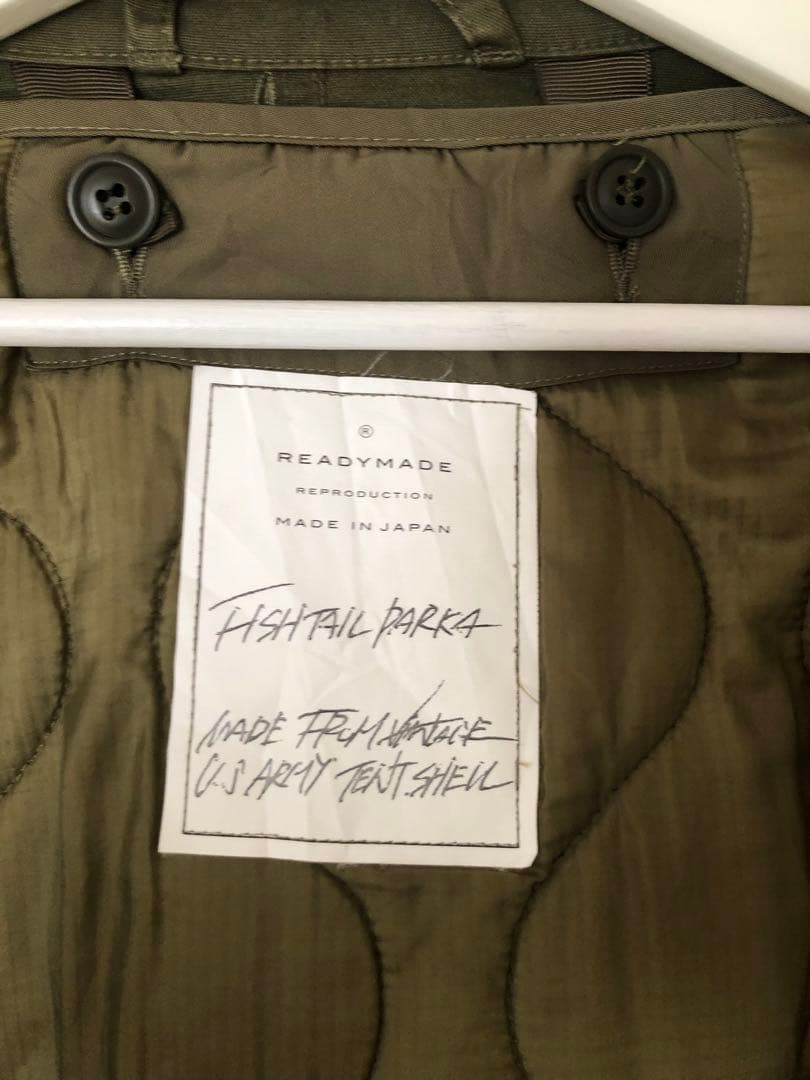 ®
READYMADE
REPRODUCTION
MADE IN JAPAN
FISHTAIL PARKA
MADE FROM VINTAGE
U.S ARMY TENT.SHELL